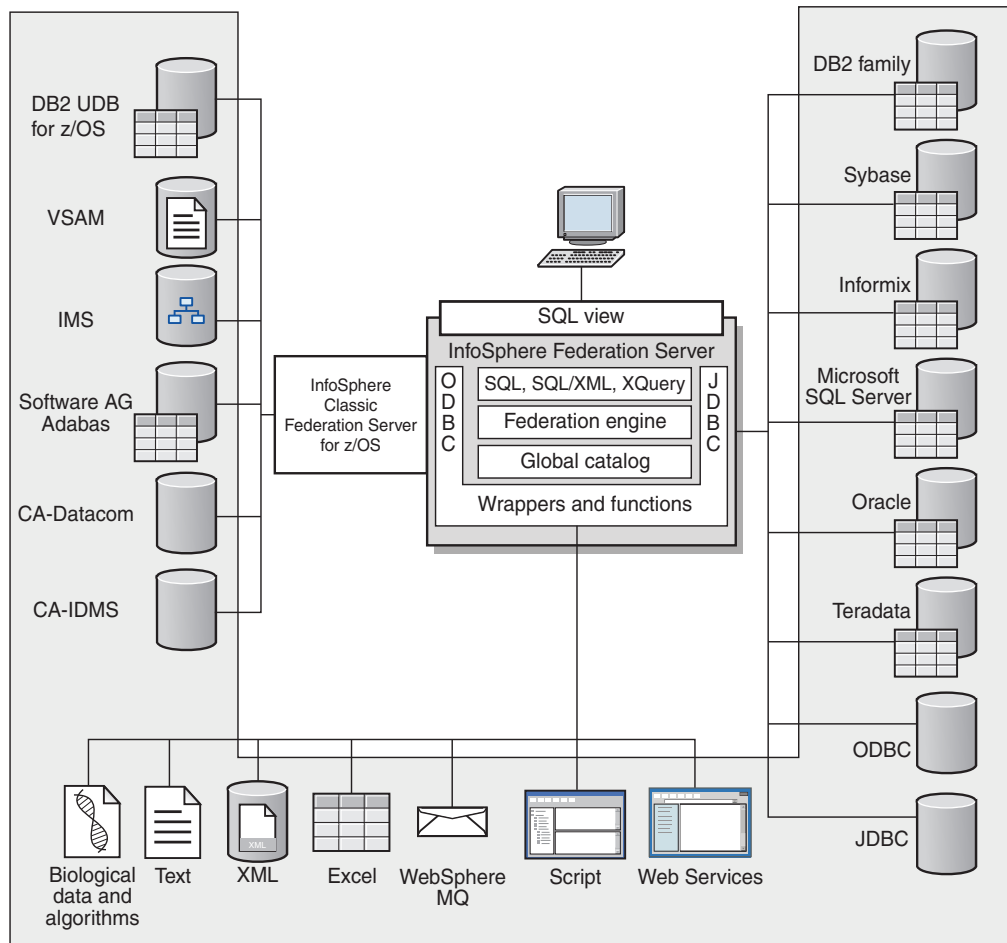 DB2 UDB
for z/OS
VSAM
IMS
Software AG
Adabas
CA-Datacom
CA-IDMS
InfoSphere
Classic
Federation Server
for z/OS
SQL view
InfoSphere Federation Server
ODBC
SQL, SQL/XML, XQuery
Federation engine
Global catalog
JDBC
Wrappers and functions
DB2 family
Sybase
Informix
Microsoft
SQL Server
Oracle
Teradata
ODBC
JDBC
Biological
data and
algorithms
Text
XML
XML
Excel
WebSphere
MQ
Script
Web Services